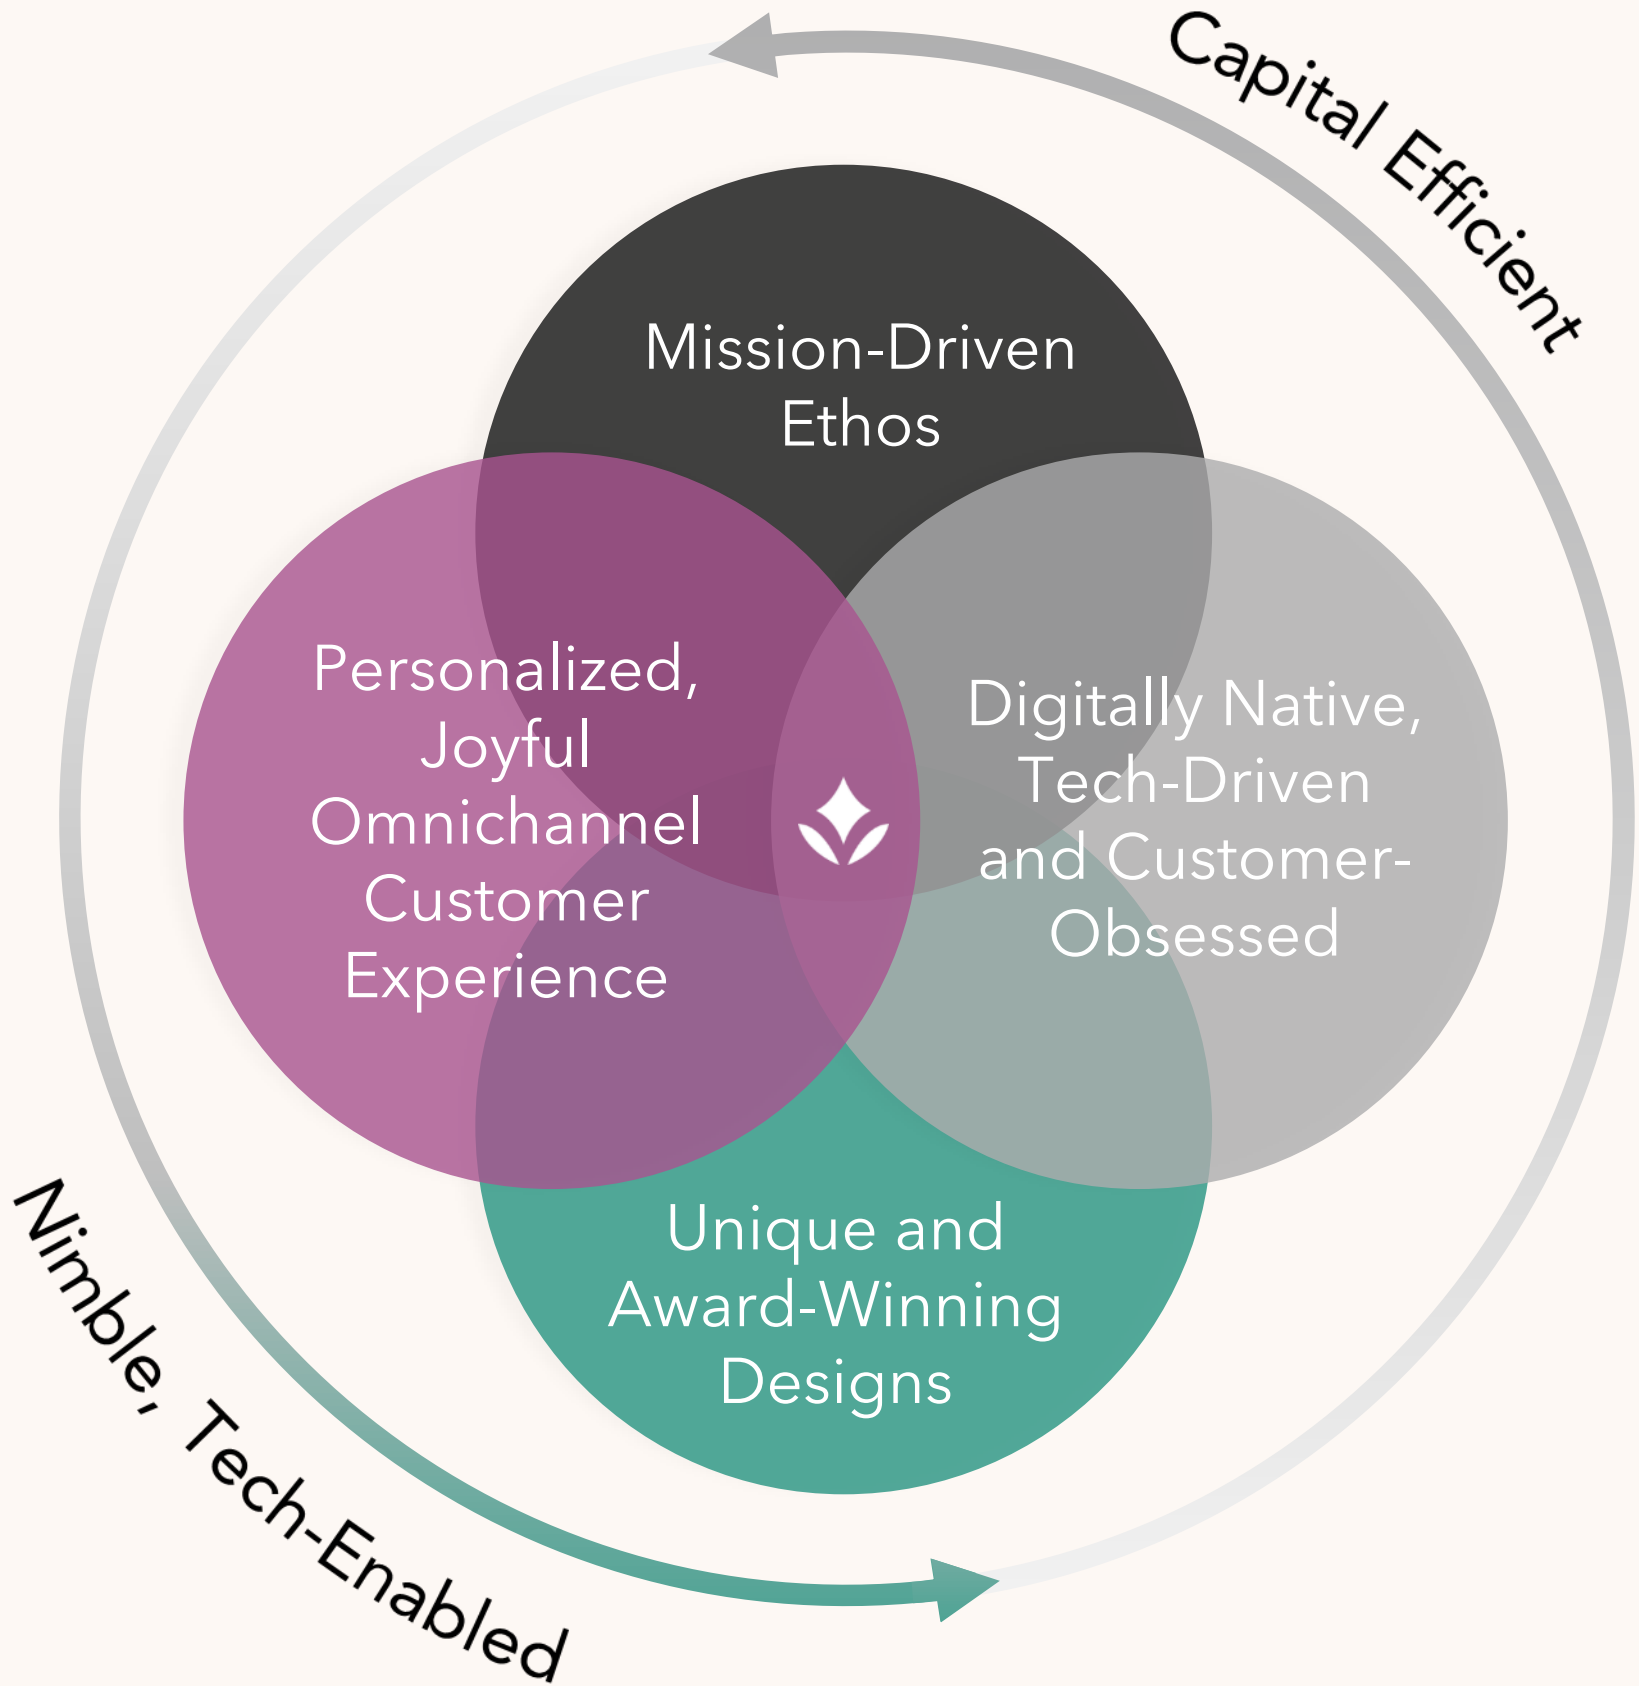 Capital Efficient
Mission-Driven
Ethos
Personalized,
Joyful
Omnichannel
Customer
Experience
Digitally Native,
Tech-Driven
and Customer-
Obsessed
Unique and
Award-Winning
Designs
Nimble, Tech-Enabled